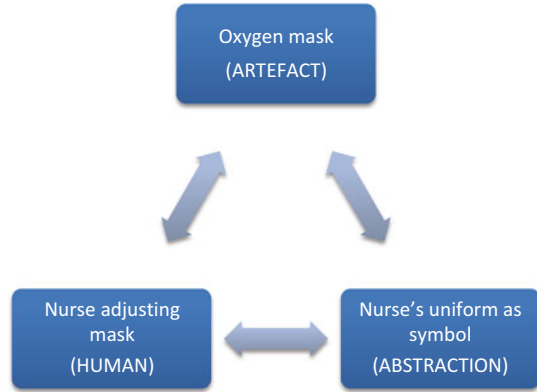 Oxygen mask
(ARTEFACT)
Nurse adjusting
mask
(HUMAN)
Nurse’s uniform as
symbol
(ABSTRACTION)